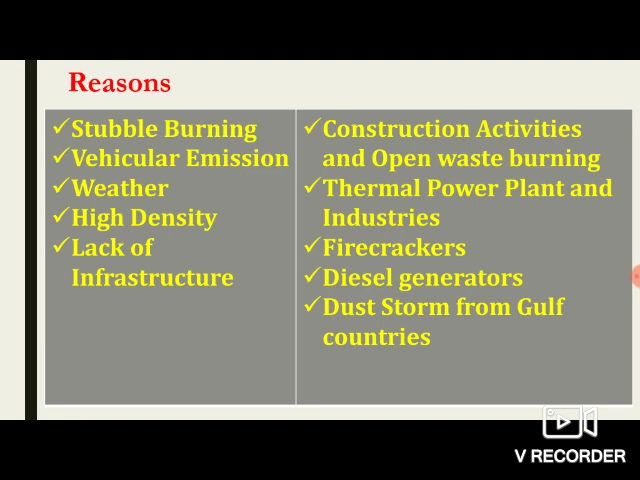 Reasons
✓Stubble Burning
✓Vehicular Emission
✓Weather
✓High Density
✓Lack of
Infrastructure
✓Construction Activities
and Open waste burning
✓Thermal Power Plant and
Industries
✓Firecrackers
✓Diesel generators
✓Dust Storm from Gulf
countries
V RECORDER